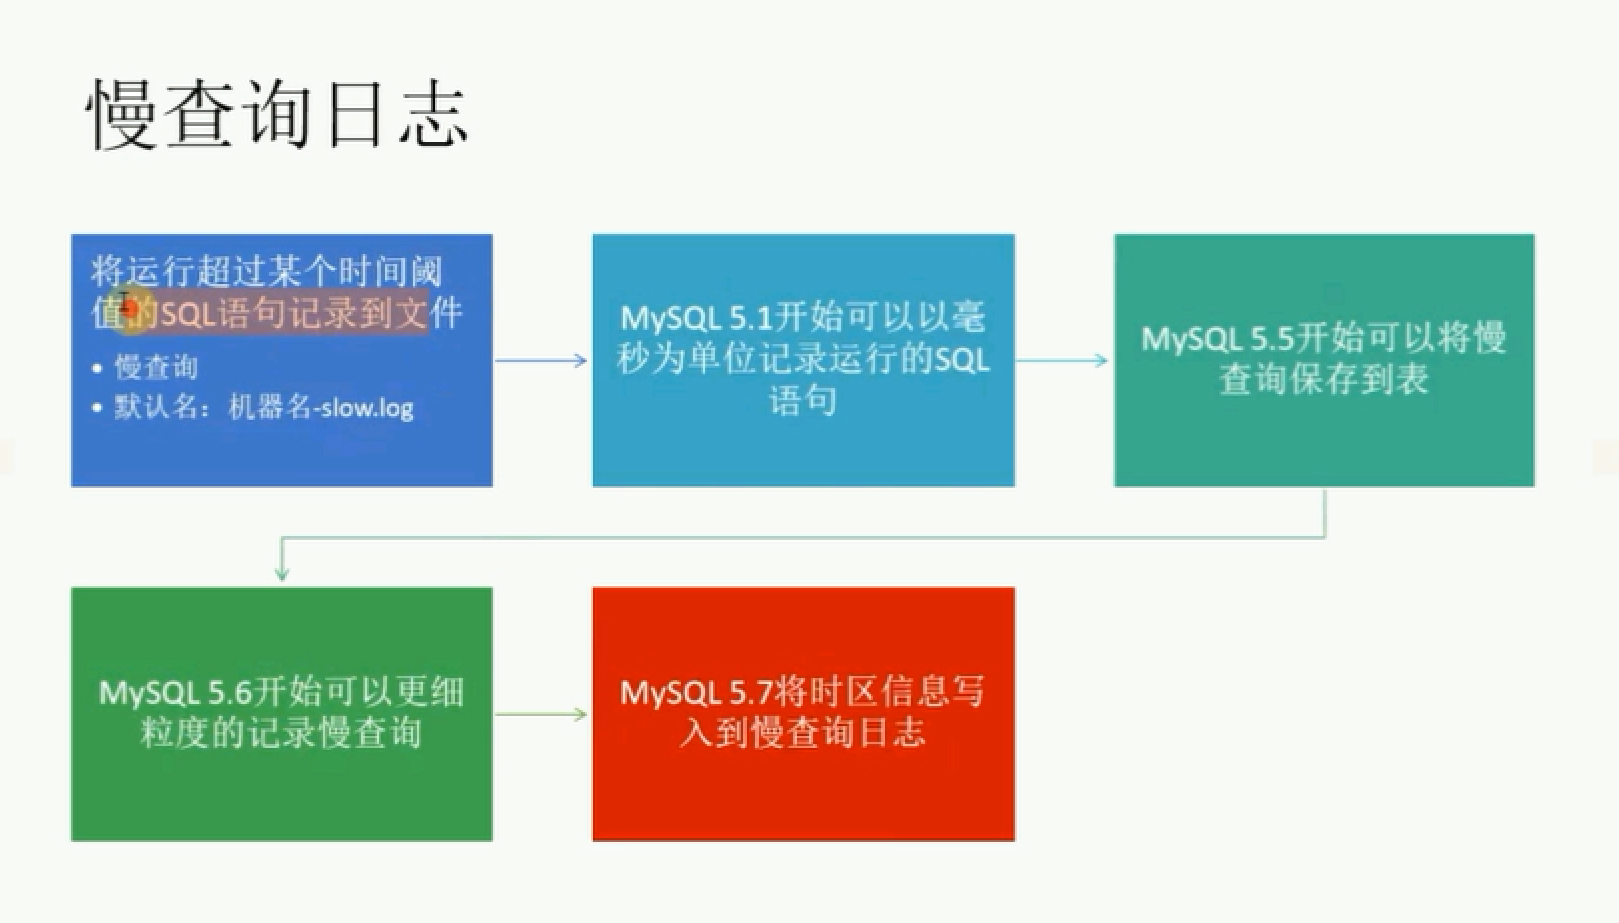 慢查询日志
将运行超过某个时间阈
值的SQL语句记录到文件
• 慢查询
• 默认名：机器名-slow.log
MySQL 5.1开始可以以毫
秒为单位记录运行的SQL
语句
MySQL 5.5开始可以将慢
查询保存到表
MySQL 5.6开始可以更细
粒度的记录慢查询
MySQL 5.7将时区信息写
入到慢查询日志